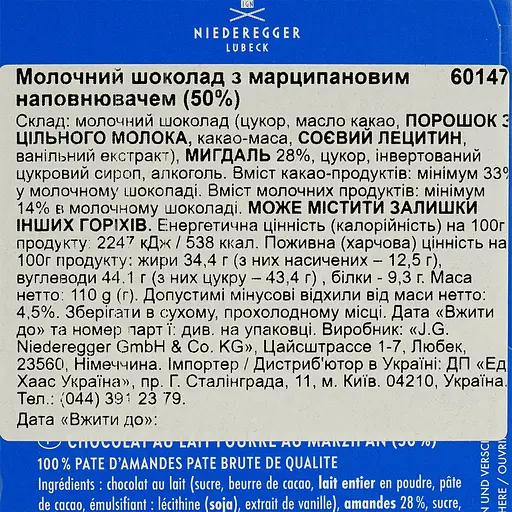 NIEDEREGGER
LÜBECK
Молочний шоколад з марципановим 60147
наповнювачем (50%)
Склад: молочний шоколад (цукор, масло какао, ПОРОШОК З
ЦІЛЬНОГО МОЛОКА, какао-маса, СОЄВИЙ ЛЕЦИТИН,
ванільний екстракт), МИГДАЛЬ 28%, цукор, інвертований
цукровий сироп, алкоголь. Вміст какао-продуктів: мінімум 33%
у молочному шоколаді. Вміст молочних продуктів: мінімум
14% в молочному шоколаді. МОЖЕ МІСТИТИ ЗАЛИШКИ
ІНШИХ ГОРІХІВ. Енергетична цінність (калорійність) на 100г
продукту: 2247 кДж / 538 ккал. Поживна (харчова) цінність на
100г продукту: жири 34,4 г (з них насичених – 12,5 г),
вуглеводи 44.1 г (з них цукру – 43,4 г) , білки - 9,3 г. Маса
нетто: 110 g (г). Допустимі мінусові відхили від маси нетто:
4,5%. Зберігати в сухому, прохолодному місці. Дата «Вжити
до» та номер партії: див. на упаковці. Виробник: «J.G.
Niederegger GmbH & Co. KG», Цайсштрассе 1-7, Любек,
23560, Німеччина. Імпортер / Дистриб'ютор в Україні: ДП «Ед.
Хаас Україна», пр. Г. Сталінграда, 11, м. Київ. 04210, Україна.
Тел.: (044) 391 23 79.
Дата «Вжити до»:
CHOCOLAT AU LAIT FOURRÉ AU MARZIPAN (50%)
100 % PATE D'AMANDES PATE BRUTE DE QUALITE
Ingrédients : chocolat au lait (sucre, beurre de cacao, lait entier en poudre, pâte
de cacao, émulsifiant : lécithine (soja), extrait de vanille), amandes 28 %, sucre,